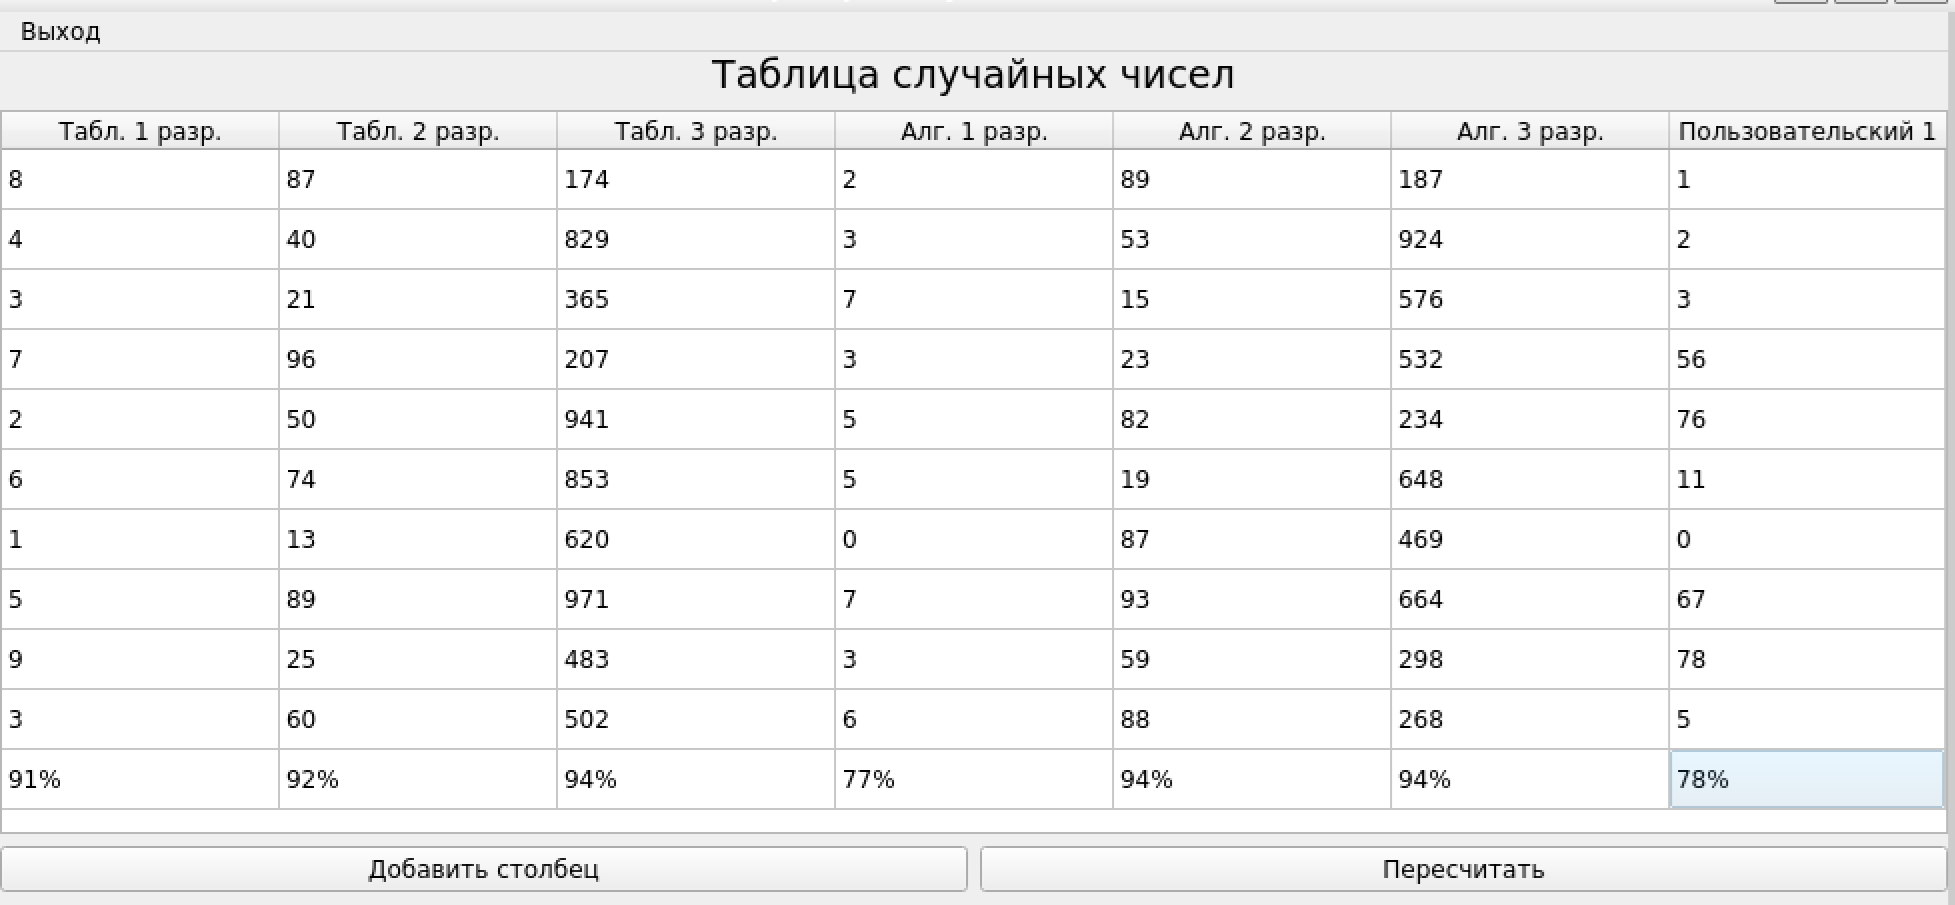 Выход
Таблица случайных чисел
Табл. 1 разр. Табл. 2 разр. Табл. 3 разр. Алг. 1 разр. Алг. 2 разр. Алг. 3 разр. Пользовательский 1
8 87 174 2 89 187 1
4 40 829 3 53 924 2
3 21 365 7 15 576 3
7 96 207 3 23 532 56
2 50 941 5 82 234 76
6 74 853 5 19 648 11
1 13 620 0 87 469 0
5 89 971 7 93 664 67
9 25 483 3 59 298 78
3 60 502 6 88 268 5
91% 92% 94% 77% 94% 94% 78%
Добавить столбец Пересчитать